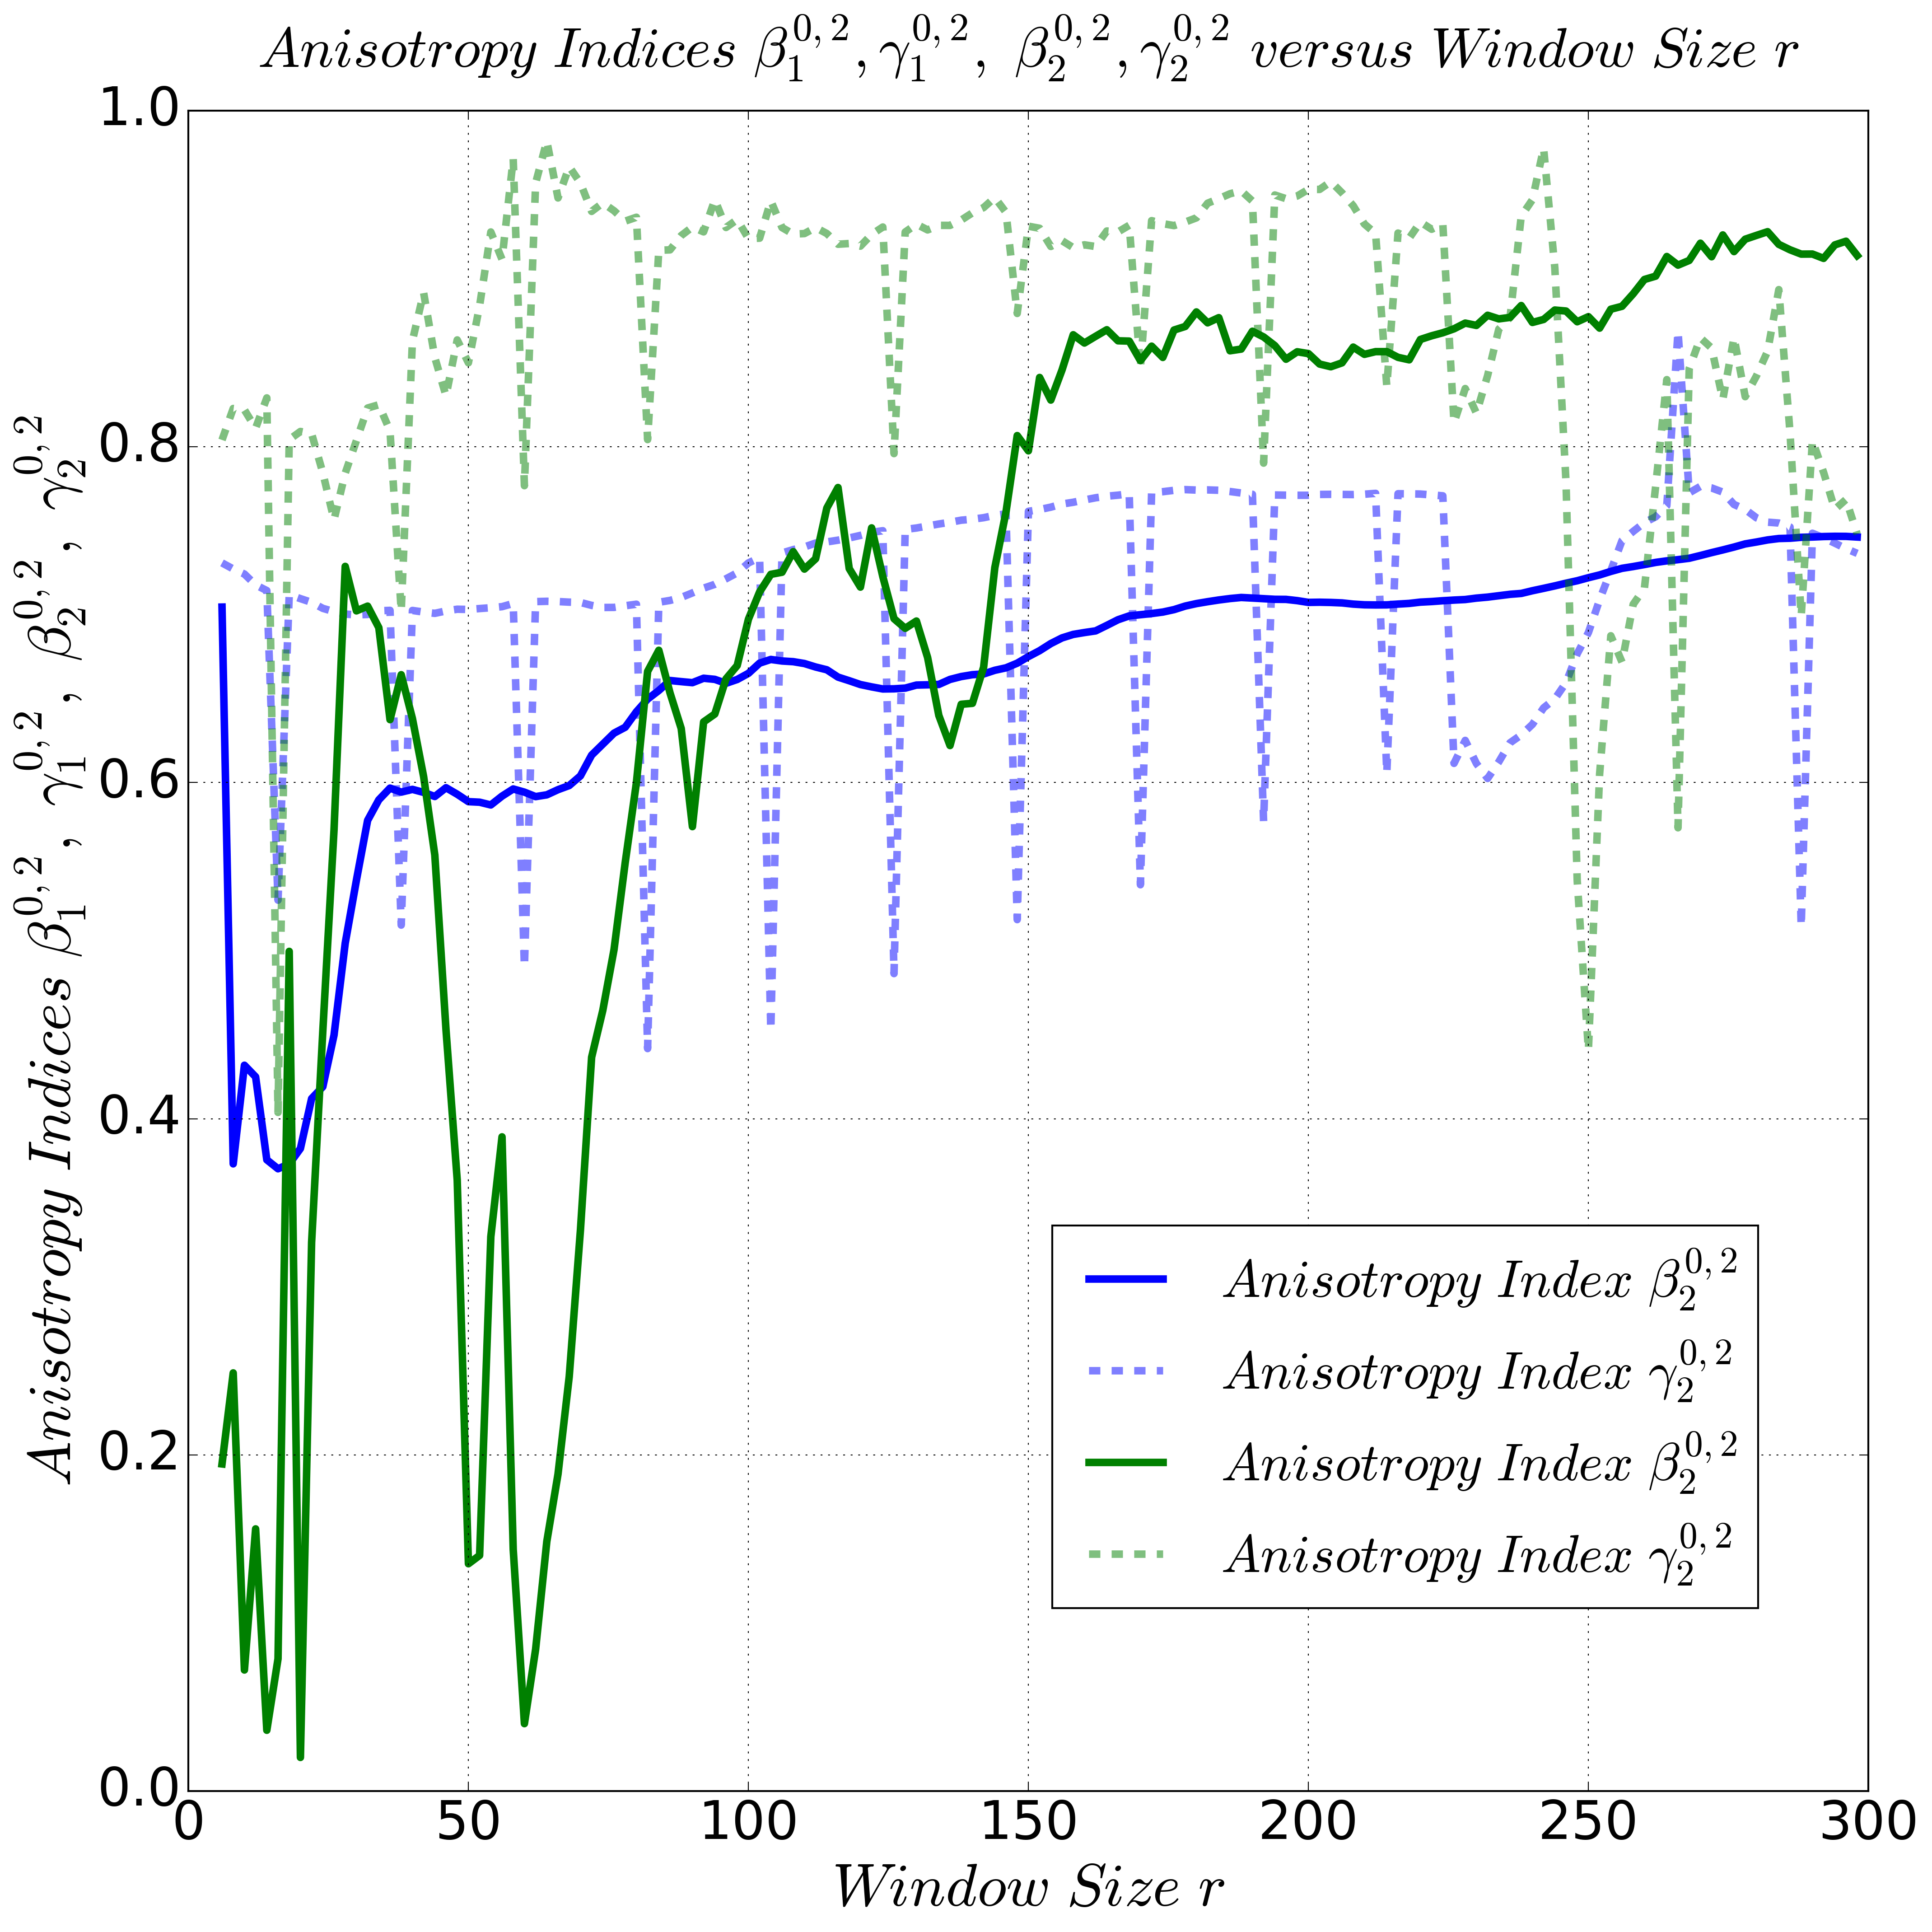 Anisotropy Indices β₁^{0,2}, γ₁^{0,2}, β₂^{0,2}, γ₂^{0,2} versus Window Size r
Anisotropy Indices β₁^{0,2}, γ₁^{0,2}, β₂^{0,2}, γ₂^{0,2}
1.0
0.8
0.6
0.4
0.2
0.0
Anisotropy Index β₂^{0,2}
Anisotropy Index γ₂^{0,2}
Anisotropy Index β₂^{0,2}
Anisotropy Index γ₂^{0,2}
0 50 100 150 200 250 300
Window Size r